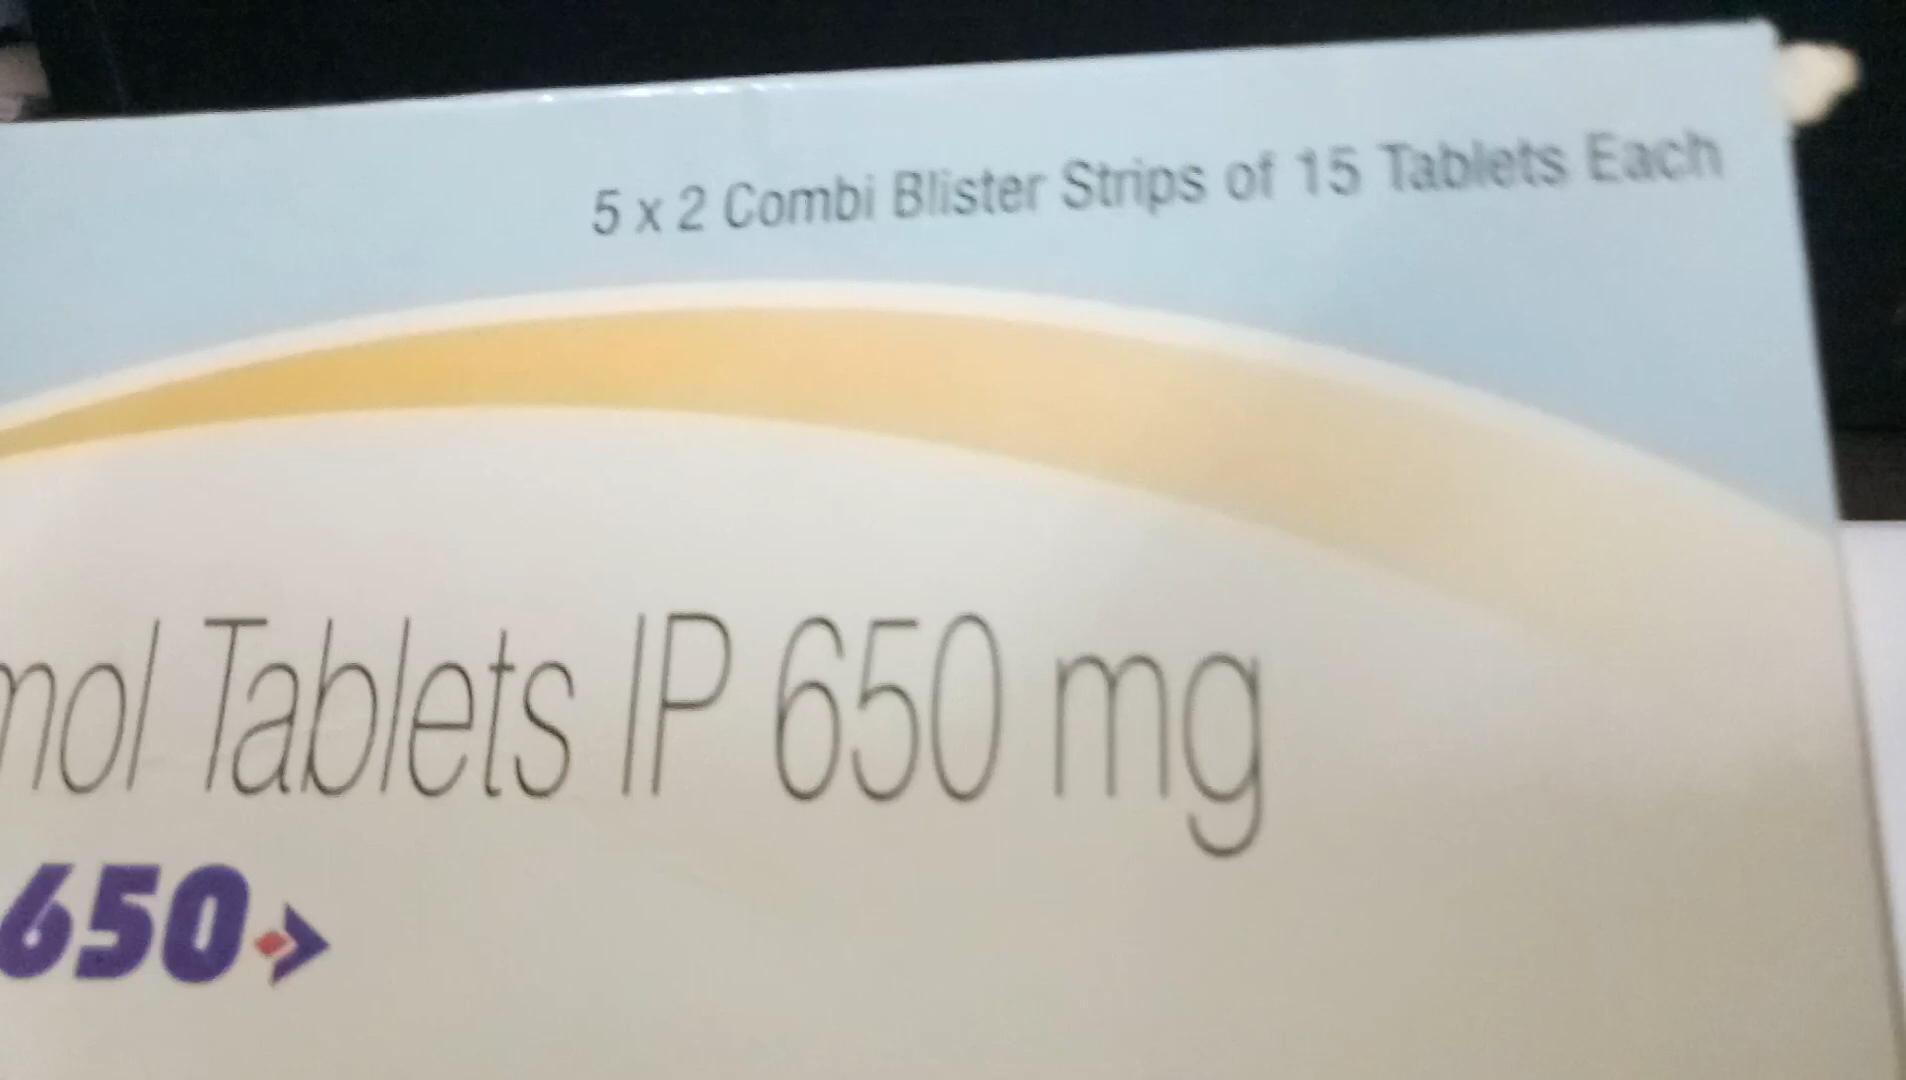 5 x 2 Combi Blister Strips of 15 Tablets Each
mol Tablets IP 650 mg
650